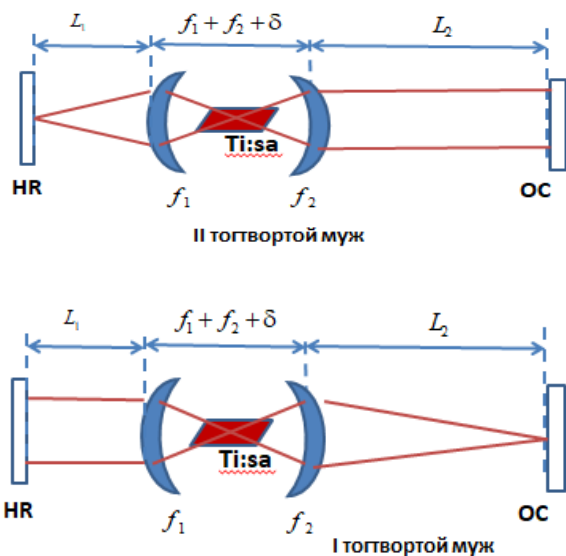 L₁ f₁ + f₂ + δ L₂
Ti:sa
HR f₁ f₂ OC
II тогтвортой муж
L₁ f₁ + f₂ + δ L₂
Ti:sa
HR f₁ f₂ OC
I тогтвортой муж